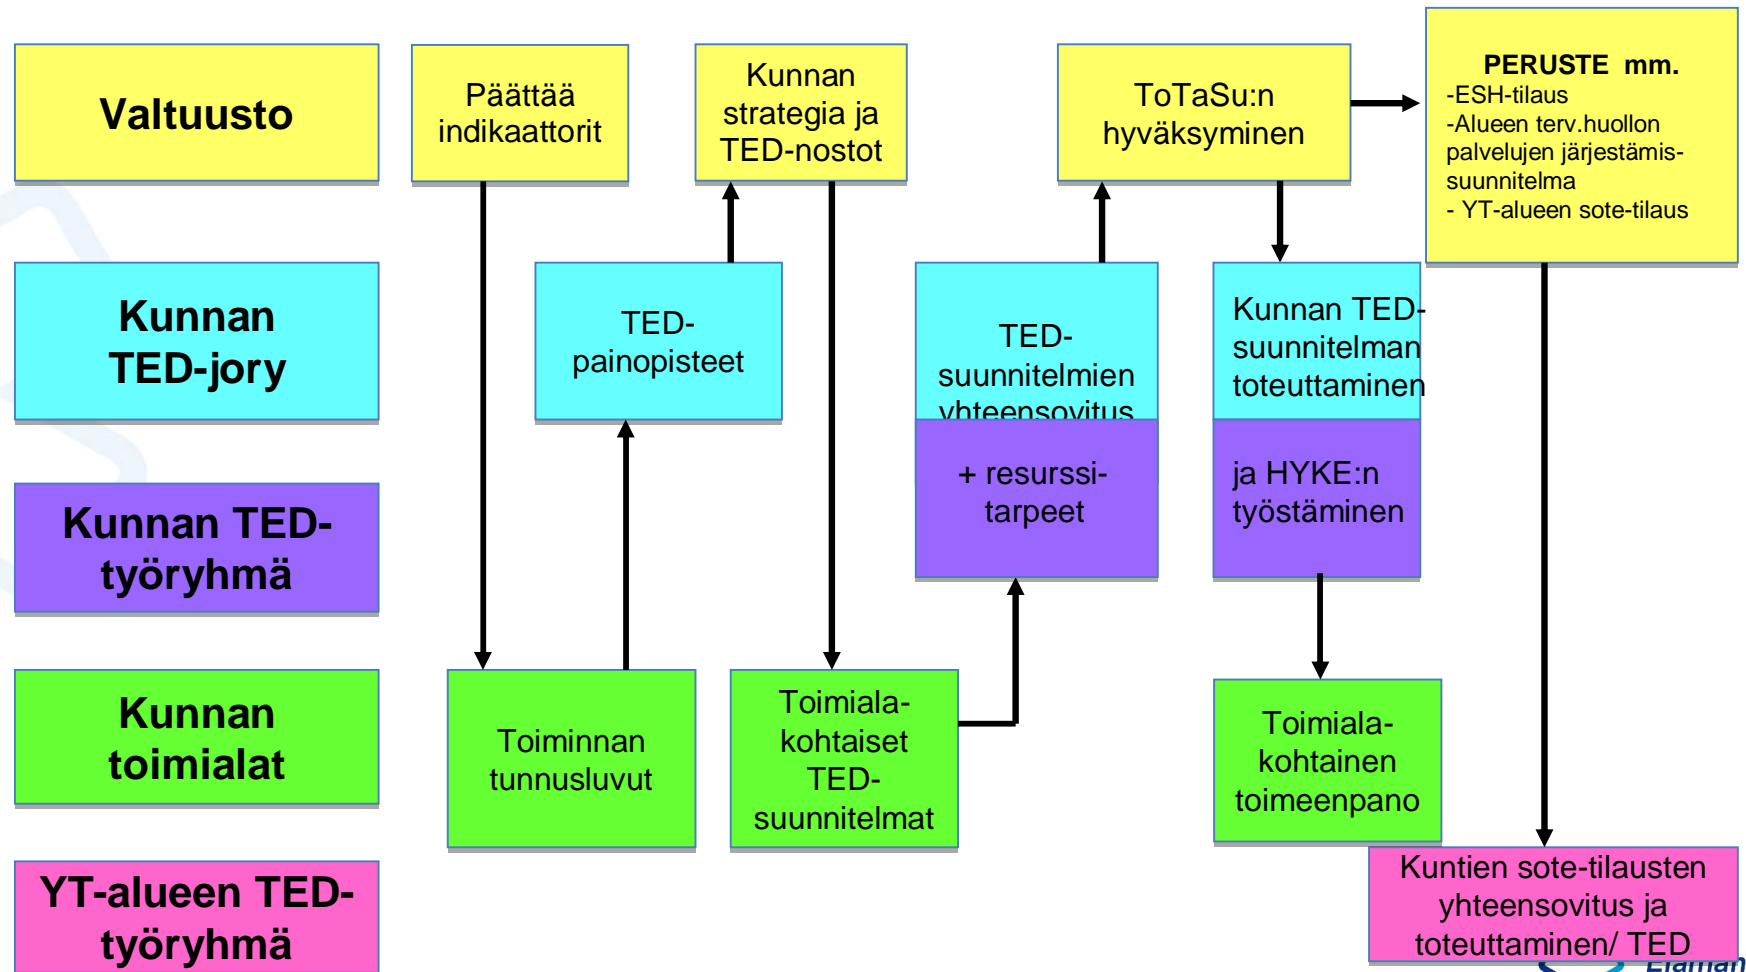 Valtuusto
Päättää
indikaattorit
Kunnan
strategia ja
TED-nostot
ToTaSu:n
hyväksyminen
PERUSTE mm.
-ESH-tilaus
-Alueen terv.huollon
palvelujen järjestämis-
suunnitelma
- YT-alueen sote-tilaus
Kunnan
TED-jory
TED-
painopisteet
TED-
suunnitelmien
yhteensovitus
Kunnan TED-
suunnitelman
toteuttaminen
Kunnan TED-
työryhmä
+ resurssi-
tarpeet
ja HYKE:n
työstäminen
Kunnan
toimialat
Toiminnan
tunnusluvut
Toimiala-
kohtaiset
TED-
suunnitelmat
Toimiala-
kohtainen
toimeenpano
YT-alueen TED-
työryhmä
Kuntien sote-tilausten
yhteensovitus ja
toteuttaminen/ TED
Elämän